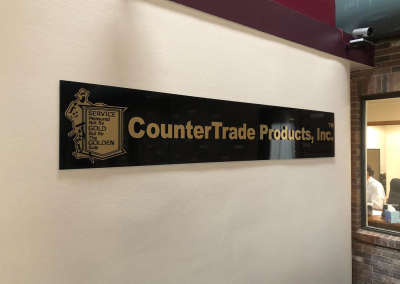 SERVICE
Measured
Not By
GOLD
But By
The
GOLDEN
Rule
CounterTrade Products, Inc.
TM